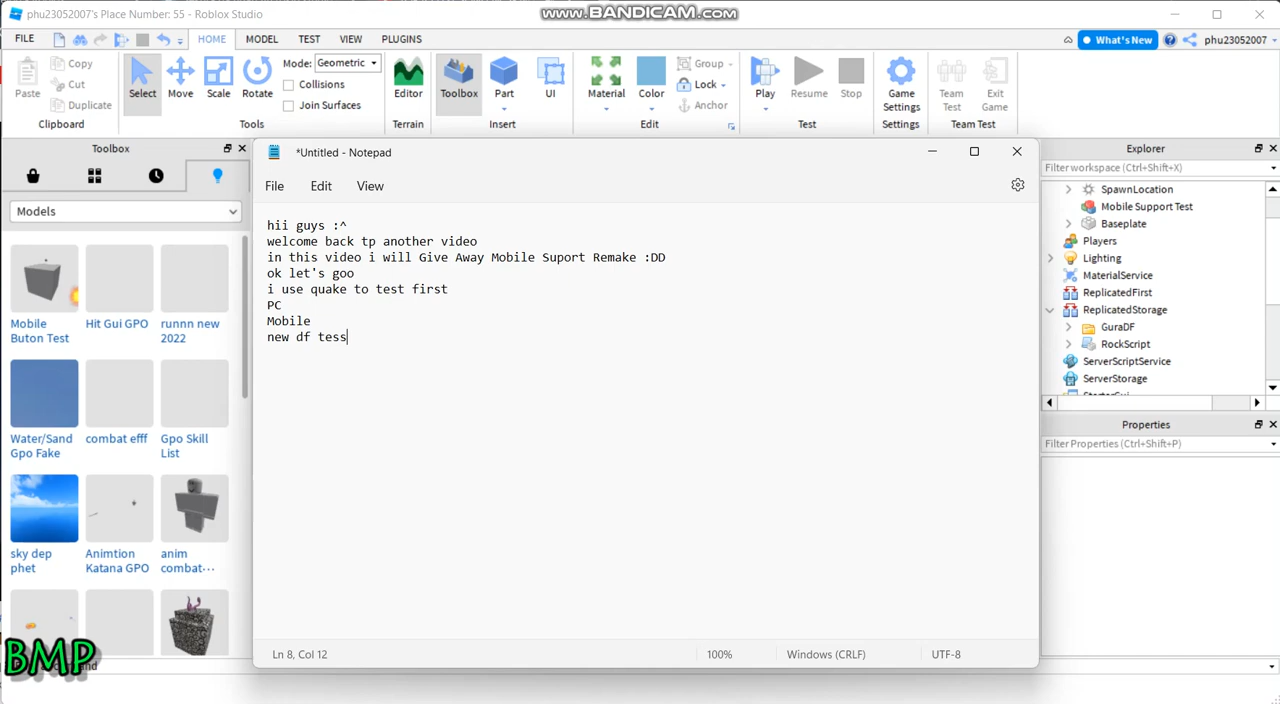 www.BANDICAM.com
phu23052007's Place Number: 55 - Roblox Studio
FILE HOME MODEL TEST VIEW PLUGINS What's New phu23052007
Paste Copy Cut Duplicate
Select Move Scale Rotate Mode: Geometric Collisions Join Surfaces
Editor Toolbox Part UI
Material Color Group Lock Anchor
Play Resume Stop
Game Settings Team Test Exit Game
Clipboard Tools Terrain Insert Edit Test Settings Team Test
Toolbox
Models
Mobile Buton Test
Hit Gui GPO
runnn new 2022
Water/Sand Gpo Fake
combat efff
Gpo Skill List
sky dep phet
Animtion Katana GPO
anim combat···
BMP
*Untitled - Notepad
File Edit View
hii guys :^
welcome back tp another video
in this video i will Give Away Mobile Suport Remake :DD
ok let's goo
i use quake to test first
PC
Mobile
new df tess
Ln 8, Col 12 100% Windows (CRLF) UTF-8
Explorer
Filter workspace (Ctrl+Shift+X)
SpawnLocation
Mobile Support Test
Baseplate
Players
Lighting
MaterialService
ReplicatedFirst
ReplicatedStorage
GuraDF
RockScript
ServerScriptService
ServerStorage
StarterGui
Properties
Filter Properties (Ctrl+Shift+P)